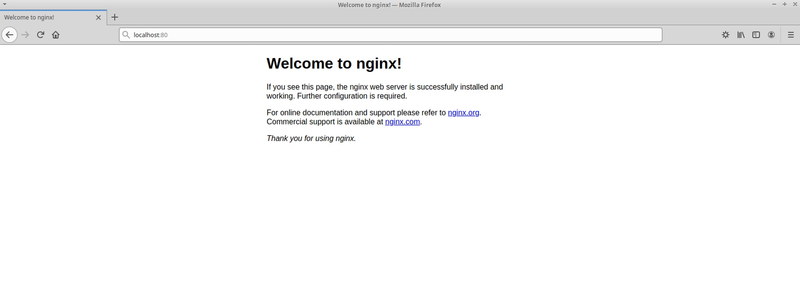 Welcome to nginx! — Mozilla Firefox
Welcome to nginx!
localhost:80
Welcome to nginx!
If you see this page, the nginx web server is successfully installed and
working. Further configuration is required.
For online documentation and support please refer to nginx.org.
Commercial support is available at nginx.com.
Thank you for using nginx.